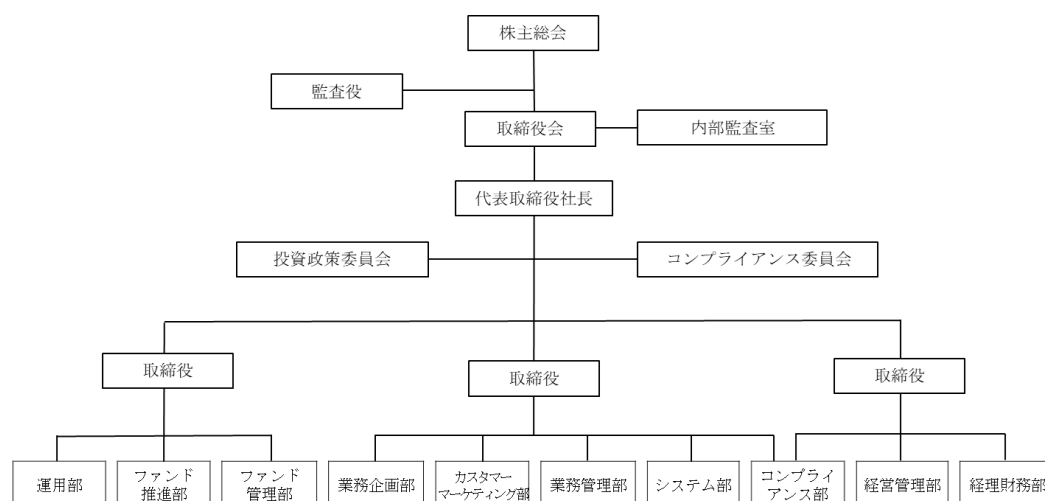 株主総会
監査役
取締役会
内部監査室
代表取締役社長
投資政策委員会
コンプライアンス委員会
取締役
取締役
取締役
運用部
ファンド
推進部
ファンド
管理部
業務企画部
カスタマー
マーケティング部
業務管理部
システム部
コンプライ
アンス部
経営管理部
経理財務部